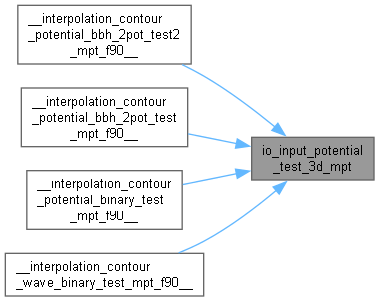 __interpolation_contour
_potential_bbh_2pot_test2
_mpt_f90__
__interpolation_contour
_potential_bbh_2pot_test
_mpt_f90__
__interpolation_contour
_potential_binary_test
_mpt_f90__
__interpolation_contour
_wave_binary_test_mpt_f90__
io_input_potential
_test_3d_mpt